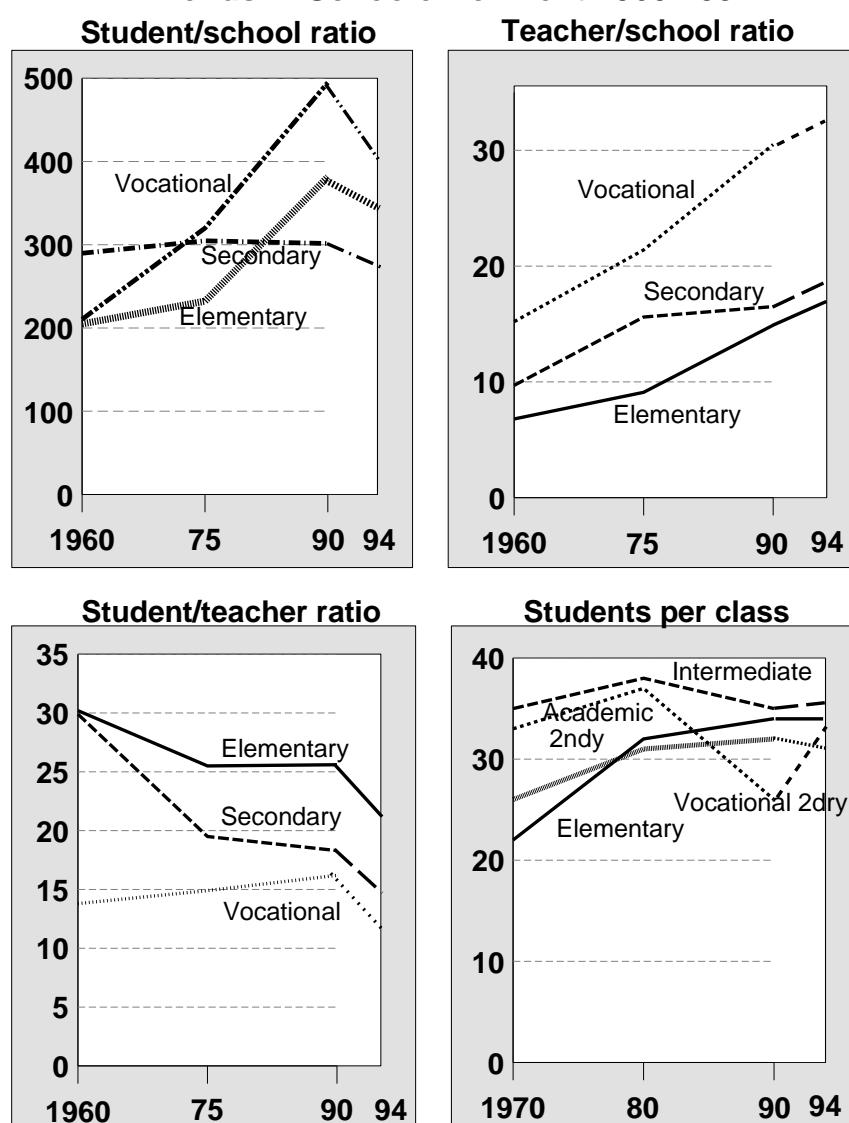 Student/school ratio
500
400
300
200
100
0
Vocational
Secondary
Elementary
1960 75 90 94
Teacher/school ratio
30
20
10
0
Vocational
Secondary
Elementary
1960 75 90 94
Student/teacher ratio
35
30
25
20
15
10
5
0
Elementary
Secondary
Vocational
1960 75 90 94
Students per class
40
30
20
10
0
Intermediate
Academic
2ndy
Vocational 2dry
Elementary
1970 80 90 94